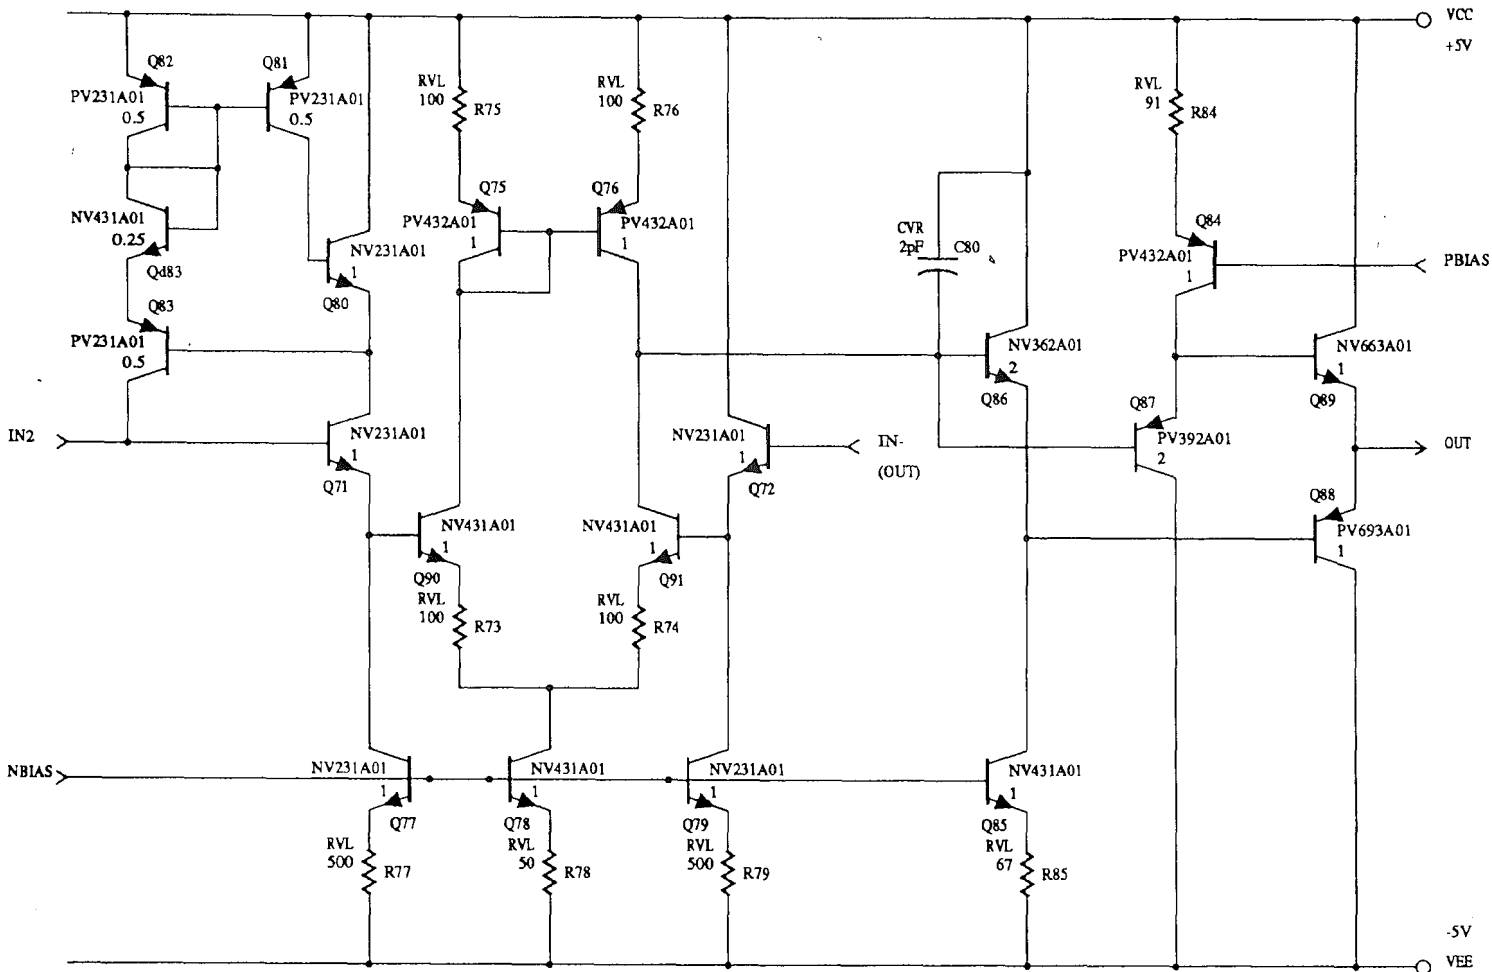 VCC
+5V
Q82
PV231A01
0.5
Q81
PV231A01
0.5
RVL
100
R75
RVL
100
R76
RVL
91
R84
NV431A01
0.25
Qd83
Q75
PV432A01
1
Q76
PV432A01
1
CVR
2pF
C80
Q84
PV432A01
1
PBIAS
NV231A01
1
Q80
Q83
PV231A01
0.5
NV362A01
2
Q86
NV663A01
1
Q89
IN2
NV231A01
1
Q71
NV231A01
1
Q72
IN-
(OUT)
Q87
PV392A01
2
OUT
NV431A01
1
Q90
NV431A01
1
Q91
Q88
PV693A01
1
RVL
100
R73
RVL
100
R74
NBIAS
NV231A01
1
Q77
NV431A01
1
Q78
NV231A01
1
Q79
NV431A01
1
Q85
RVL
500
R77
RVL
50
R78
RVL
500
R79
RVL
67
R85
-5V
VEE